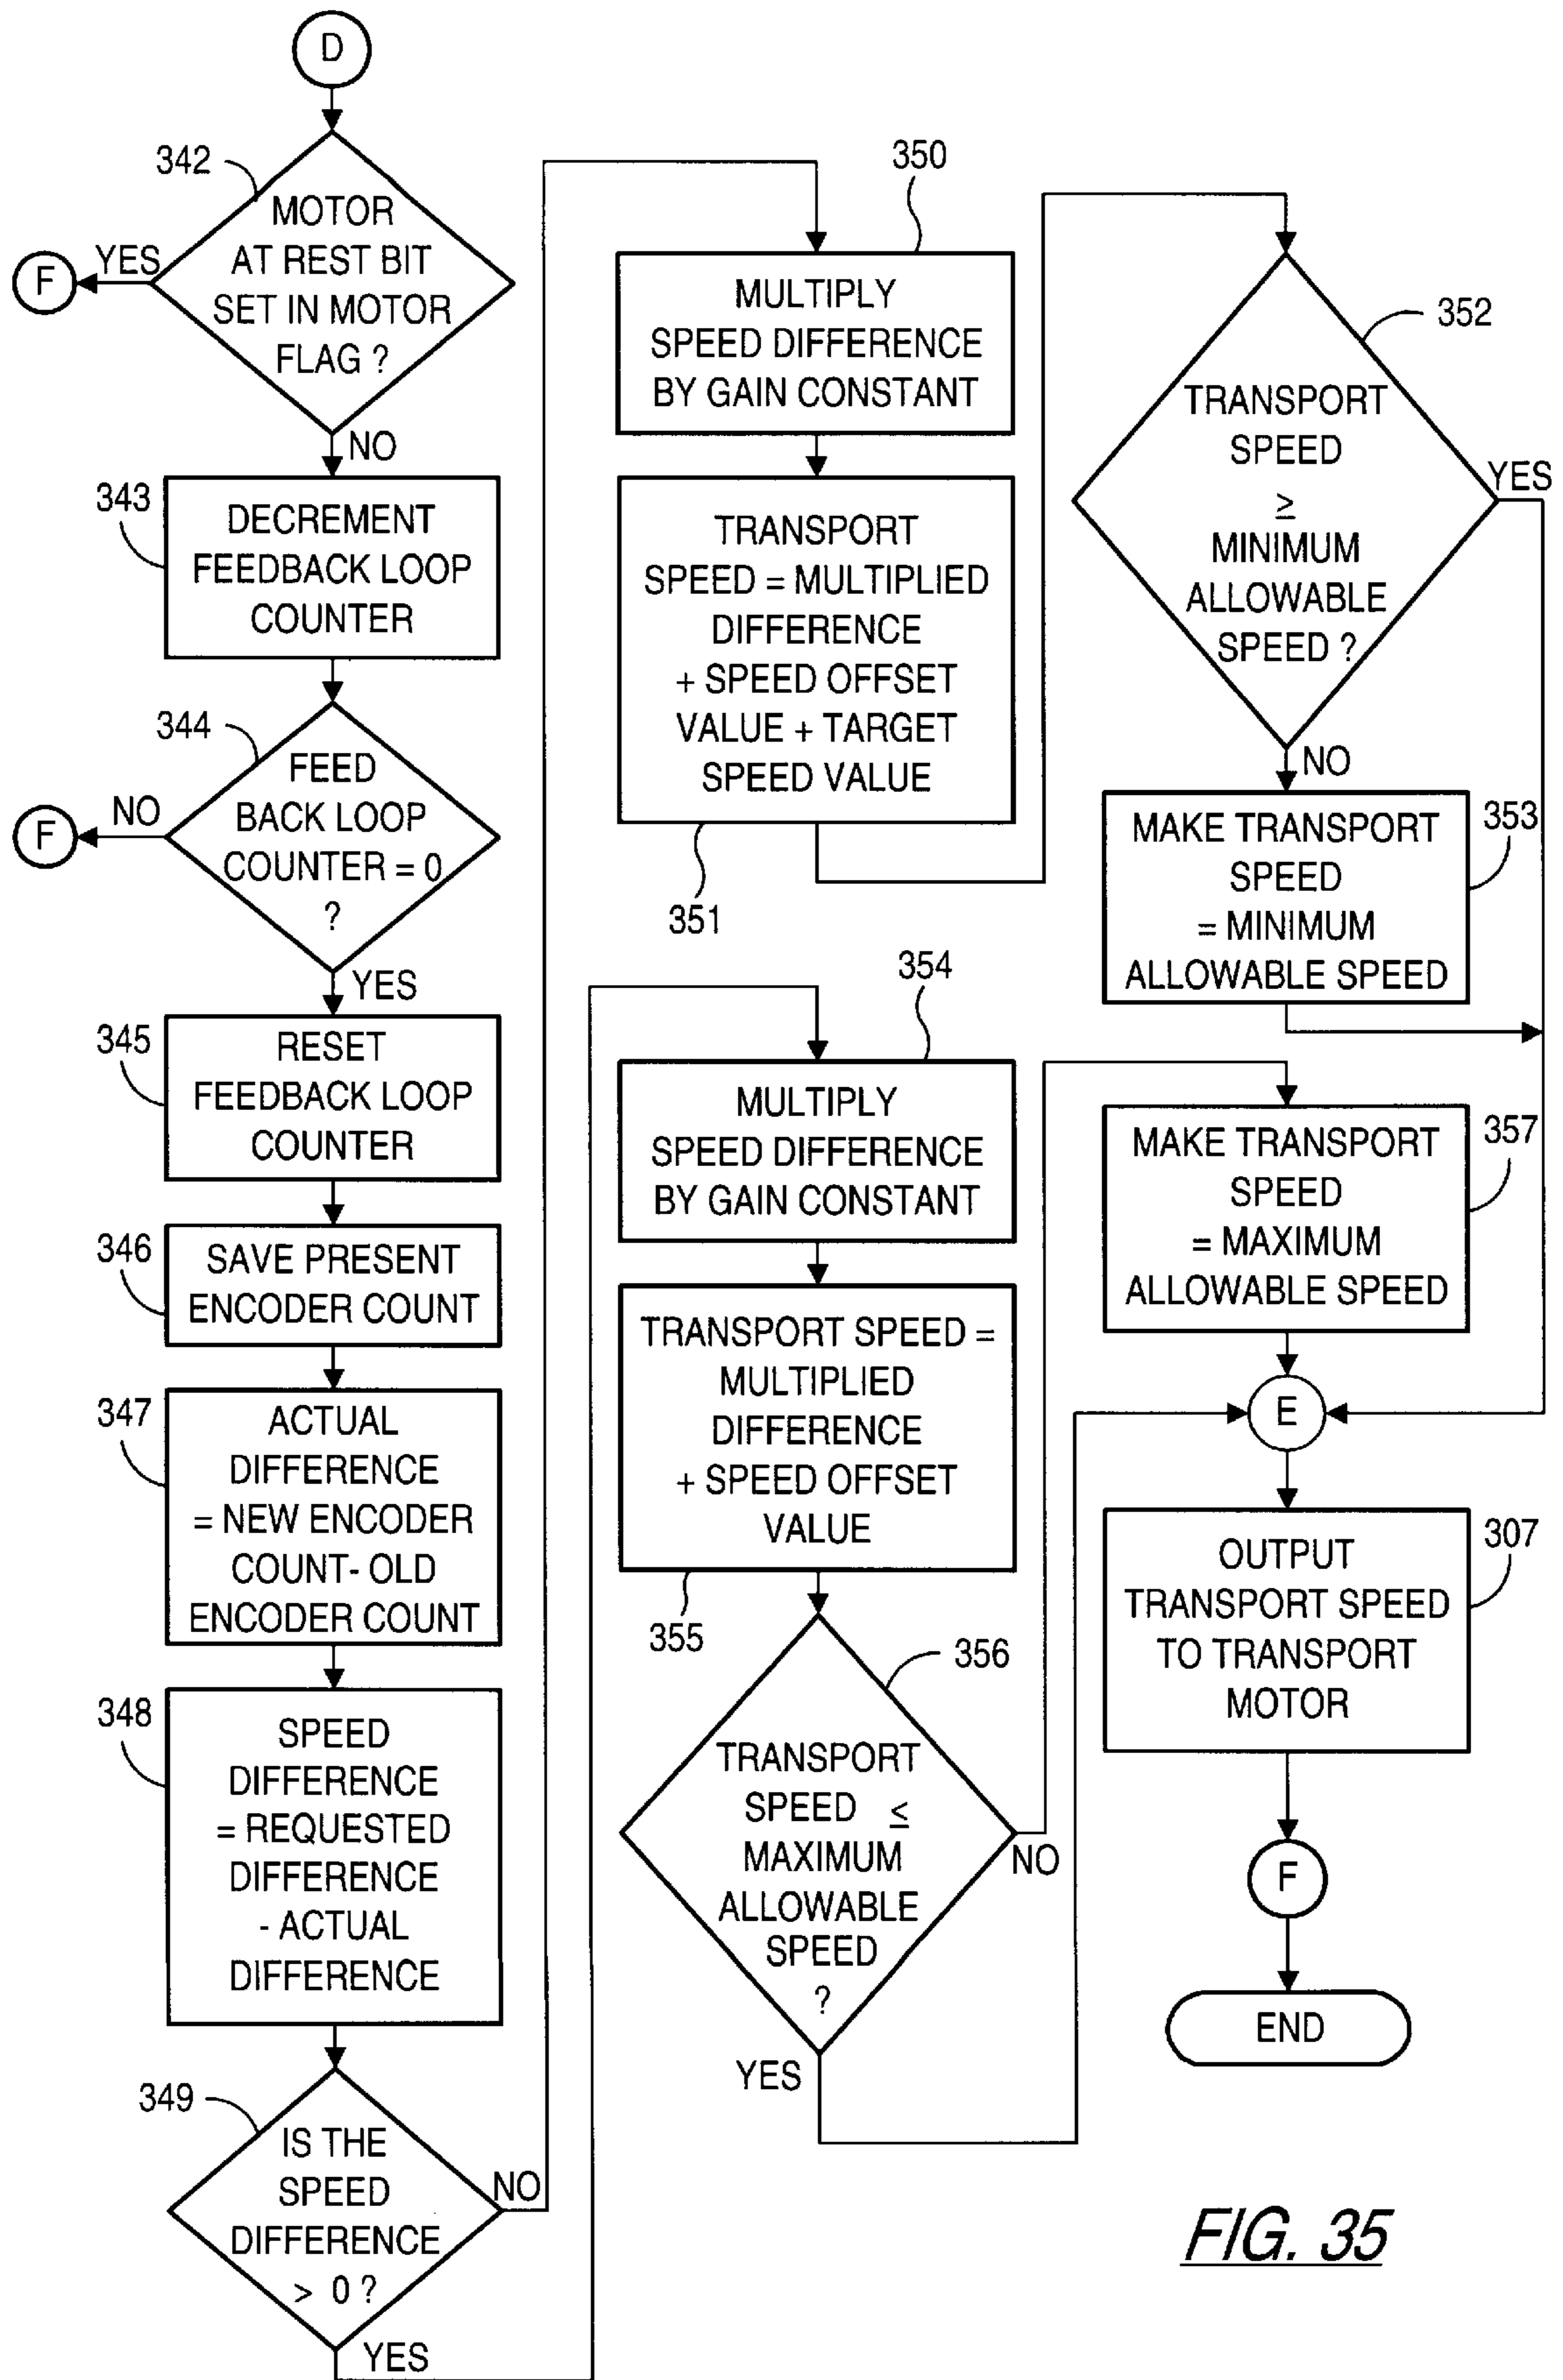 D
342
MOTOR
AT REST BIT
SET IN MOTOR
FLAG ?
YES
F
NO
343
DECREMENT
FEEDBACK LOOP
COUNTER
344
FEED
BACK LOOP
COUNTER = 0
?
NO
F
YES
345
RESET
FEEDBACK LOOP
COUNTER
346
SAVE PRESENT
ENCODER COUNT
347
ACTUAL
DIFFERENCE
= NEW ENCODER
COUNT- OLD
ENCODER COUNT
348
SPEED
DIFFERENCE
= REQUESTED
DIFFERENCE
- ACTUAL
DIFFERENCE
349
IS THE
SPEED
DIFFERENCE
> 0 ?
NO
YES
350
MULTIPLY
SPEED DIFFERENCE
BY GAIN CONSTANT
TRANSPORT
SPEED = MULTIPLIED
DIFFERENCE
+ SPEED OFFSET
VALUE + TARGET
SPEED VALUE
351
352
TRANSPORT
SPEED
≥
MINIMUM
ALLOWABLE
SPEED ?
YES
NO
353
MAKE TRANSPORT
SPEED
= MINIMUM
ALLOWABLE SPEED
354
MULTIPLY
SPEED DIFFERENCE
BY GAIN CONSTANT
TRANSPORT SPEED =
MULTIPLIED
DIFFERENCE
+ SPEED OFFSET
VALUE
355
356
TRANSPORT
SPEED ≤
MAXIMUM
ALLOWABLE
SPEED
?
NO
YES
357
MAKE TRANSPORT
SPEED
= MAXIMUM
ALLOWABLE SPEED
E
307
OUTPUT
TRANSPORT SPEED
TO TRANSPORT
MOTOR
F
END
FIG. 35